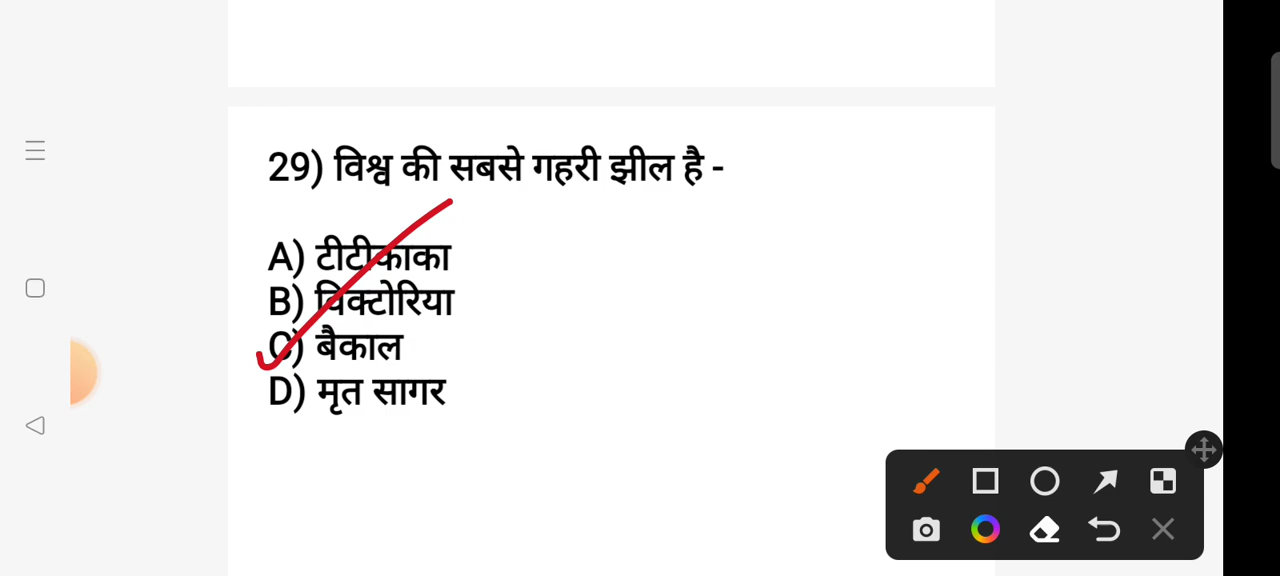 29) विश्व की सबसे गहरी झील है -
A) टीटीकाका
B) विक्टोरिया
C) बैकाल
D) मृत सागर